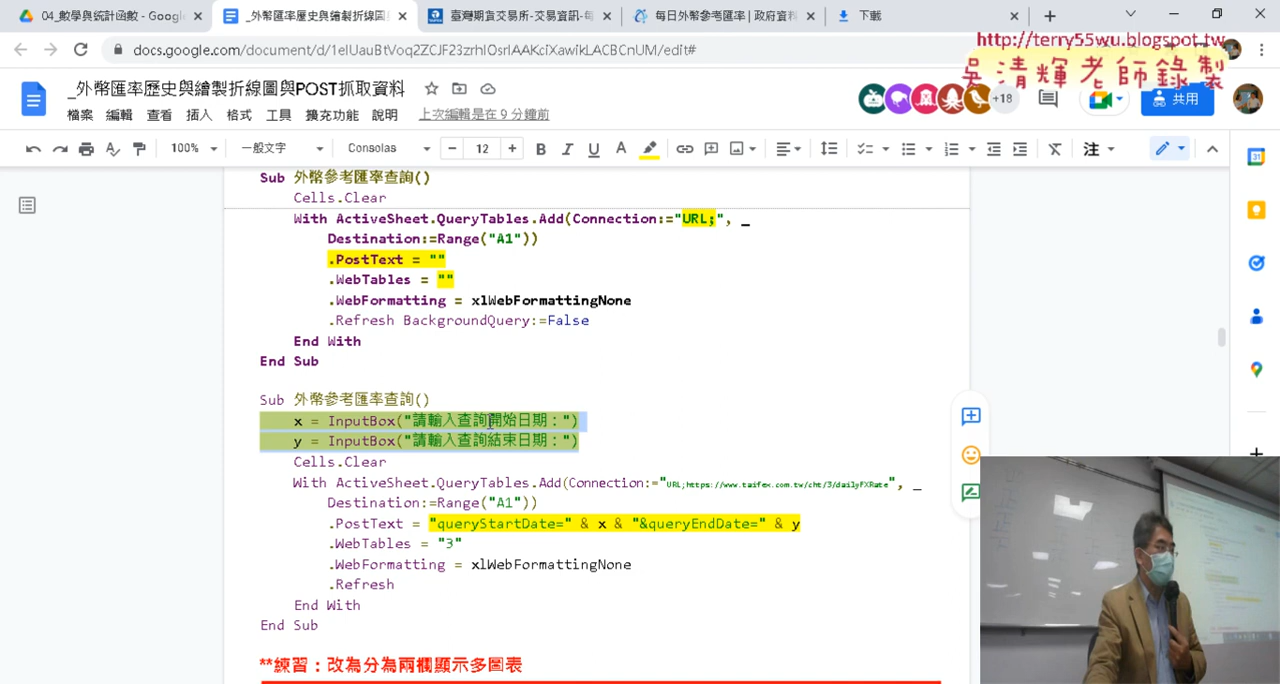 04_數學與統計函數 - Googl
_外幣匯率歷史與繪製折線圖
臺灣期貨交易所-交易資訊-每
每日外幣參考匯率 | 政府資料
下載
docs.google.com/document/d/1elUauBtVoq2ZCJF23zrhlOsrlAAKciXawikLACBCnUM/edit#
http://terry55wu.blogspot.tw
吳清輝老師錄製
_外幣匯率歷史與繪製折線圖與POST抓取資料
+18
共用
檔案 編輯 查看 插入 格式 工具 擴充功能 說明 上次編輯是在 9 分鐘前
100% 一般文字 Consolas 12 B I U A 注
Sub 外幣參考匯率查詢()
Cells.Clear
With ActiveSheet.QueryTables.Add(Connection:="URL;", _
Destination:=Range("A1"))
.PostText = ""
.WebTables = ""
.WebFormatting = xlWebFormattingNone
.Refresh BackgroundQuery:=False
End With
End Sub
Sub 外幣參考匯率查詢()
x = InputBox("請輸入查詢開始日期：")
y = InputBox("請輸入查詢結束日期：")
Cells.Clear
With ActiveSheet.QueryTables.Add(Connection:="URL;https://www.taifex.com.tw/cht/3/dailyFXRate", _
Destination:=Range("A1"))
.PostText = "queryStartDate=" & x & "&queryEndDate=" & y
.WebTables = "3"
.WebFormatting = xlWebFormattingNone
.Refresh
End With
End Sub
**練習：改為分為兩欄顯示多圖表